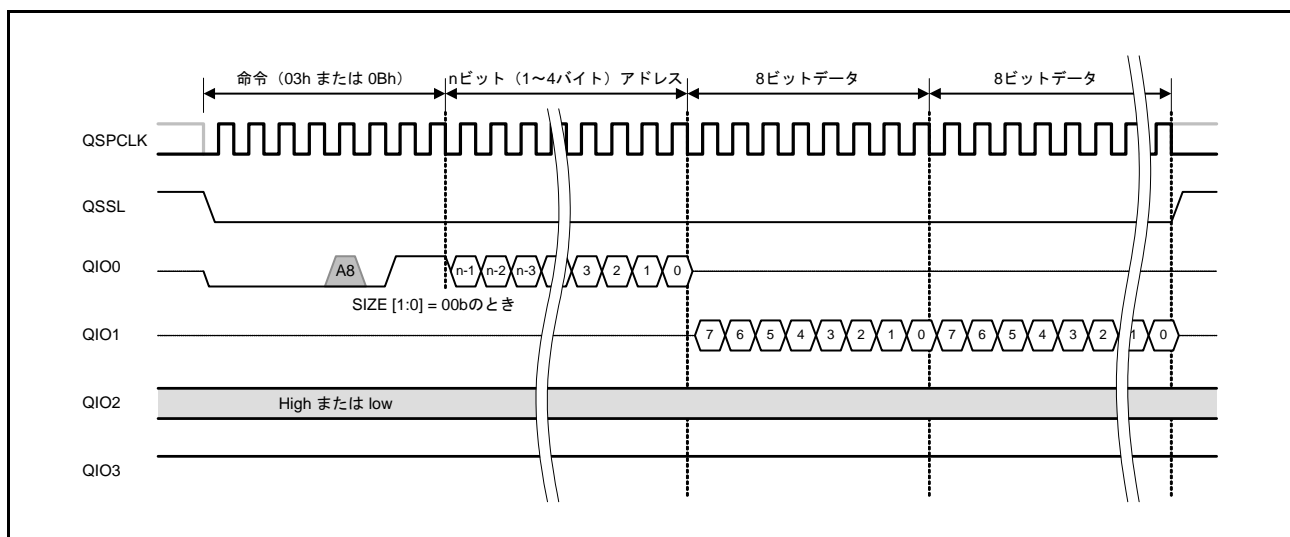 命令（03h または 0Bh） nビット（1～4バイト）アドレス 8ビットデータ 8ビットデータ
QSPCLK
QSSL
QIO0 A8 n-1 n-2 n-3 3 2 1 0
SIZE [1:0] = 00bのとき
QIO1 7 6 5 4 3 2 1 0 7 6 5 4 3 2 1 0
QIO2 High または low
QIO3